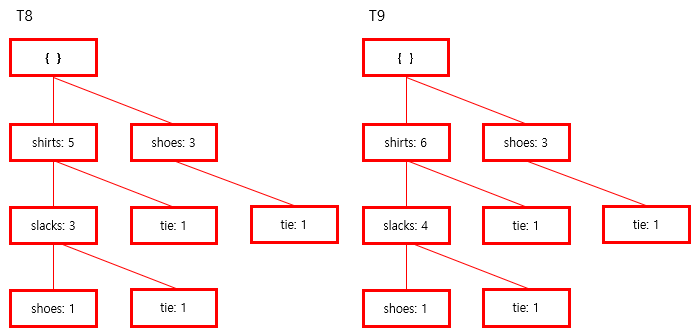 T8
{ }
shirts: 5
shoes: 3
slacks: 3
tie: 1
tie: 1
shoes: 1
tie: 1
T9
{ }
shirts: 6
shoes: 3
slacks: 4
tie: 1
tie: 1
shoes: 1
tie: 1